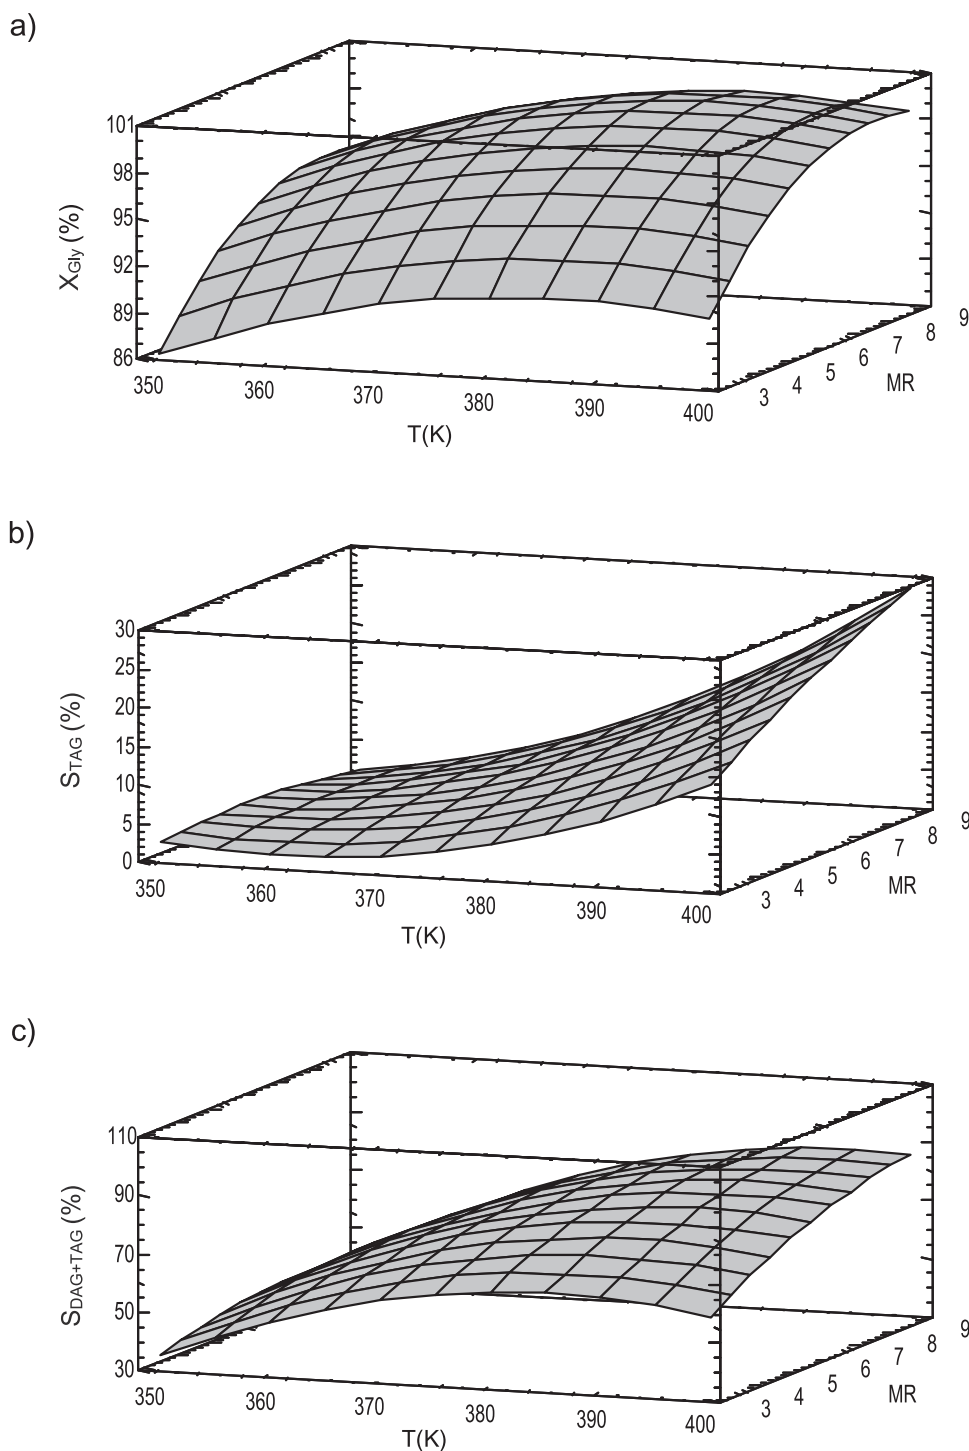 a)
101
98
95
92
89
86
X_Gly (%)
350 360 370 380 390 400
T(K)
3 4 5 6 7 8 9
MR
b)
30
25
20
15
10
5
0
S_TAG (%)
350 360 370 380 390 400
T(K)
3 4 5 6 7 8 9
MR
c)
110
90
70
50
30
S_DAG+TAG (%)
350 360 370 380 390 400
T(K)
3 4 5 6 7 8 9
MR